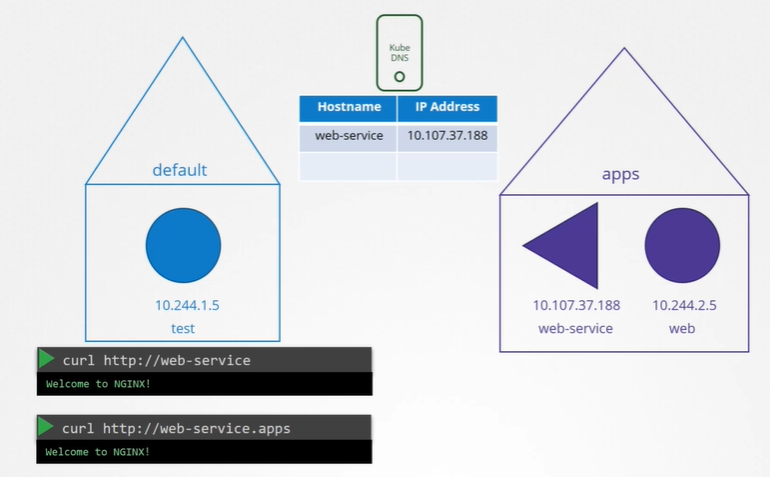 Kube
DNS
Hostname IP Address
web-service 10.107.37.188
default
10.244.1.5
test
apps
10.107.37.188 10.244.2.5
web-service web
curl http://web-service
Welcome to NGINX!
curl http://web-service.apps
Welcome to NGINX!